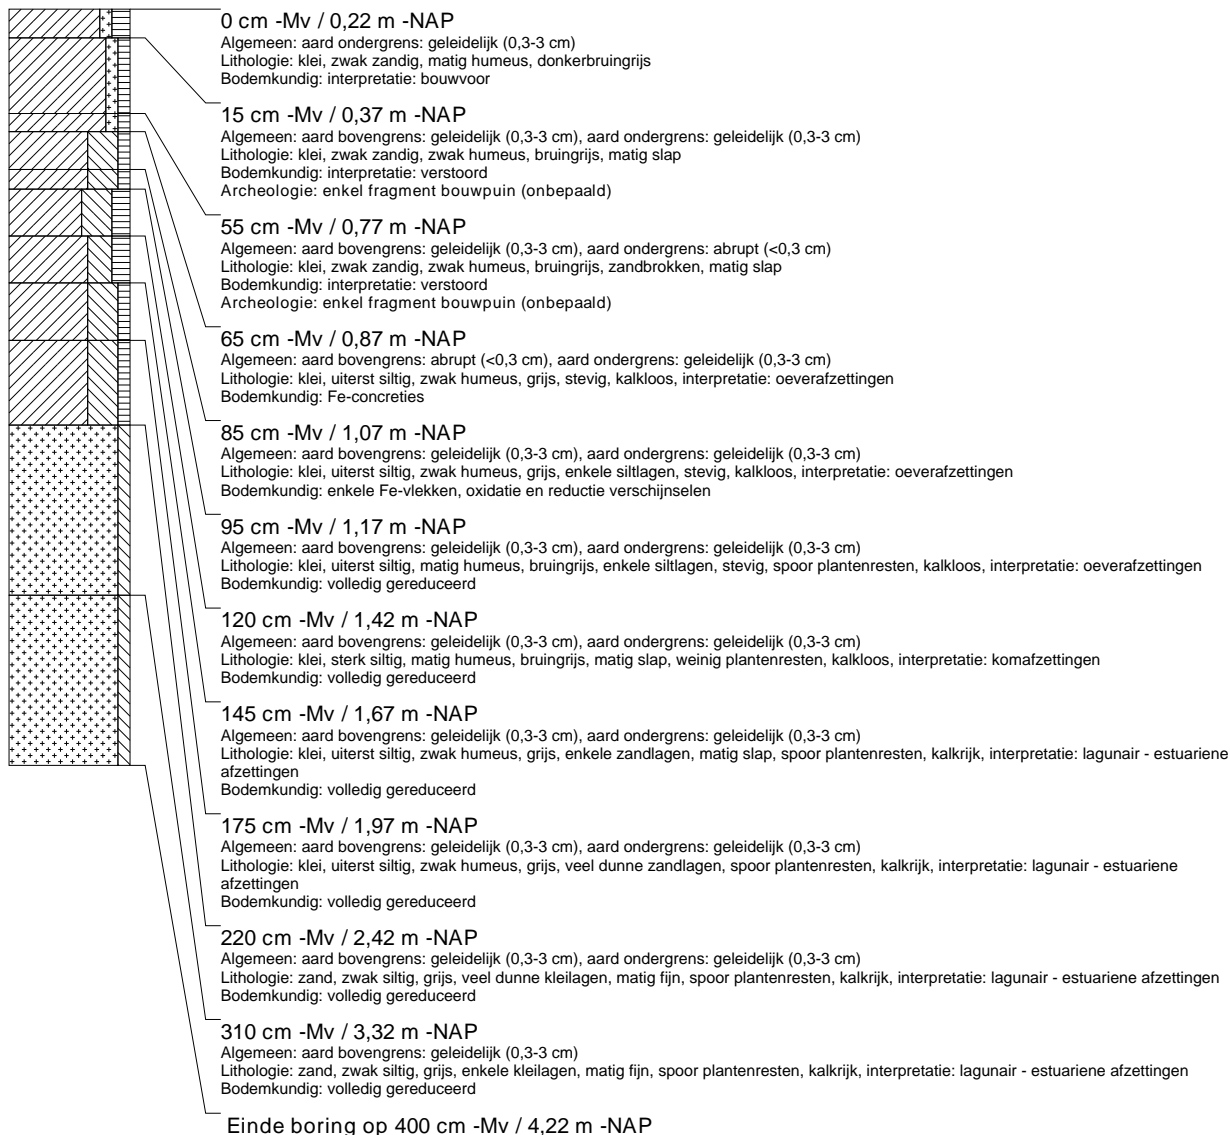 0 cm -Mv / 0,22 m -NAP
Algemeen: aard ondergrens: geleidelijk (0,3-3 cm)
Lithologie: klei, zwak zandig, matig humeus, donkerbruingrijs
Bodemkundig: interpretatie: bouwvoor
15 cm -Mv / 0,37 m -NAP
Algemeen: aard bovengrens: geleidelijk (0,3-3 cm), aard ondergrens: geleidelijk (0,3-3 cm)
Lithologie: klei, zwak zandig, zwak humeus, bruingrijs, matig slap
Bodemkundig: interpretatie: verstoord
Archeologie: enkel fragment bouwpuin (onbepaald)
55 cm -Mv / 0,77 m -NAP
Algemeen: aard bovengrens: geleidelijk (0,3-3 cm), aard ondergrens: abrupt (<0,3 cm)
Lithologie: klei, zwak zandig, zwak humeus, bruingrijs, zandbrokken, matig slap
Bodemkundig: interpretatie: verstoord
Archeologie: enkel fragment bouwpuin (onbepaald)
65 cm -Mv / 0,87 m -NAP
Algemeen: aard bovengrens: abrupt (<0,3 cm), aard ondergrens: geleidelijk (0,3-3 cm)
Lithologie: klei, uiterst siltig, zwak humeus, grijs, stevig, kalkloos, interpretatie: oeverafzettingen
Bodemkundig: Fe-concreties
85 cm -Mv / 1,07 m -NAP
Algemeen: aard bovengrens: geleidelijk (0,3-3 cm), aard ondergrens: geleidelijk (0,3-3 cm)
Lithologie: klei, uiterst siltig, zwak humeus, grijs, enkele siltlagen, stevig, kalkloos, interpretatie: oeverafzettingen
Bodemkundig: enkele Fe-vlekken, oxidatie en reductie verschijnselen
95 cm -Mv / 1,17 m -NAP
Algemeen: aard bovengrens: geleidelijk (0,3-3 cm), aard ondergrens: geleidelijk (0,3-3 cm)
Lithologie: klei, uiterst siltig, matig humeus, bruingrijs, enkele siltlagen, stevig, spoor plantenresten, kalkloos, interpretatie: oeverafzettingen
Bodemkundig: volledig gereduceerd
120 cm -Mv / 1,42 m -NAP
Algemeen: aard bovengrens: geleidelijk (0,3-3 cm), aard ondergrens: geleidelijk (0,3-3 cm)
Lithologie: klei, sterk siltig, matig humeus, bruingrijs, matig slap, weinig plantenresten, kalkloos, interpretatie: komafzettingen
Bodemkundig: volledig gereduceerd
145 cm -Mv / 1,67 m -NAP
Algemeen: aard bovengrens: geleidelijk (0,3-3 cm), aard ondergrens: geleidelijk (0,3-3 cm)
Lithologie: klei, uiterst siltig, zwak humeus, grijs, enkele zandlagen, matig slap, spoor plantenresten, kalkrijk, interpretatie: lagunair - estuariene
afzettingen
Bodemkundig: volledig gereduceerd
175 cm -Mv / 1,97 m -NAP
Algemeen: aard bovengrens: geleidelijk (0,3-3 cm), aard ondergrens: geleidelijk (0,3-3 cm)
Lithologie: klei, uiterst siltig, zwak humeus, grijs, veel dunne zandlagen, spoor plantenresten, kalkrijk, interpretatie: lagunair - estuariene
afzettingen
Bodemkundig: volledig gereduceerd
220 cm -Mv / 2,42 m -NAP
Algemeen: aard bovengrens: geleidelijk (0,3-3 cm), aard ondergrens: geleidelijk (0,3-3 cm)
Lithologie: zand, zwak siltig, grijs, veel dunne kleilagen, matig fijn, spoor plantenresten, kalkrijk, interpretatie: lagunair - estuariene afzettingen
Bodemkundig: volledig gereduceerd
310 cm -Mv / 3,32 m -NAP
Algemeen: aard bovengrens: geleidelijk (0,3-3 cm)
Lithologie: zand, zwak siltig, grijs, enkele kleilagen, matig fijn, spoor plantenresten, kalkrijk, interpretatie: lagunair - estuariene afzettingen
Bodemkundig: volledig gereduceerd
Einde boring op 400 cm -Mv / 4,22 m -NAP